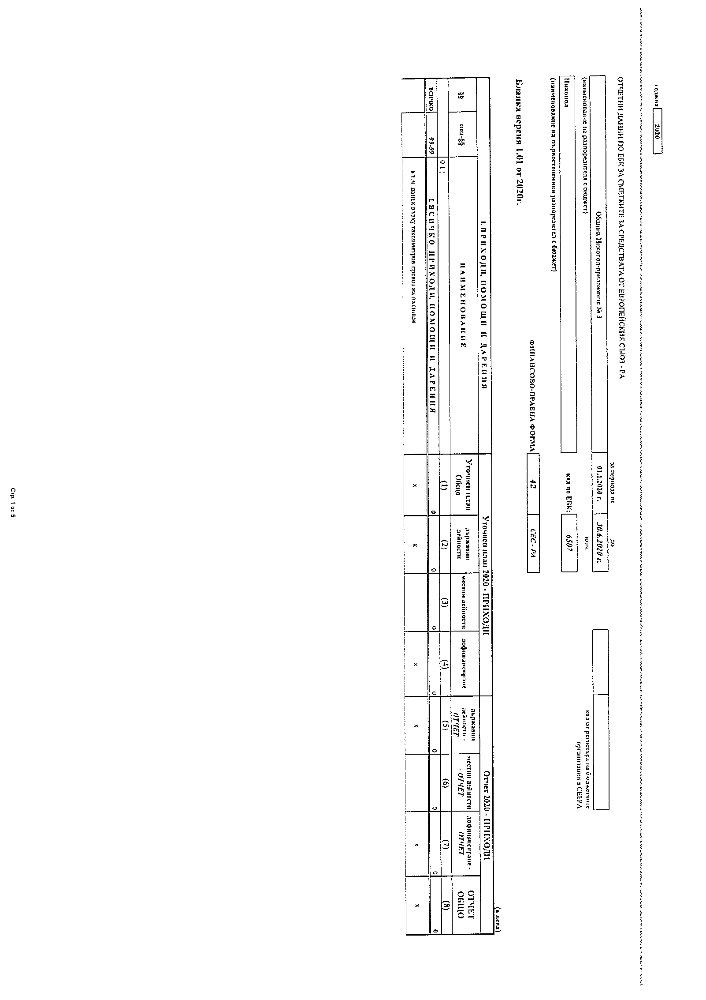 година 2020
ОТЧЕТНИ ДАННИ ПО ЕБК ЗА СМЕТКИТЕ ЗА СРЕДСТВАТА ОТ ЕВРОПЕЙСКИЯ СЪЮЗ - РА
за периода от до
Община Никопол-приложение № 3 01.1.2020 г. 30.6.2020 г.
(наименование на разпоредителя с бюджет) юни
код от регистъра на бюджетните
организации в СЕБРА
Никопол код по ЕБК: 6507
(наименование на първостепенния разпоредител с бюджет)
ФИНАНСОВО-ПРАВНА ФОРМА 42 СЕС - РА
Бланка версия 1.01 от 2020г.
(в лева)
I. ПРИХОДИ, ПОМОЩИ И ДАРЕНИЯ Уточнен план 2020 - ПРИХОДИ Отчет 2020 - ПРИХОДИ
§§ под-§§ НАИМЕНОВАНИЕ Уточнен план Общо държавни дейности местни дейности дофинансиране държавни дейности - ОТЧЕТ местни дейности - ОТЧЕТ дофинансиране - ОТЧЕТ ОТЧЕТ ОБЩО
(1) (2) (3) (4) (5) (6) (7) (8)
всичко 99-99 I. ВСИЧКО ПРИХОДИ, ПОМОЩИ И ДАРЕНИЯ 0 0 0 0 0 0 0 0
в т.ч. данък върху таксиметров превоз на пътници x x x x x x
Стр. 1 от 5